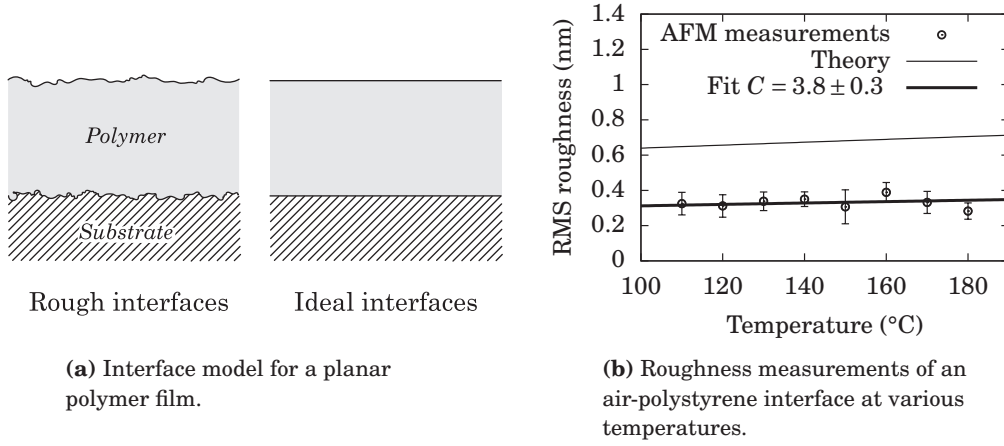 Polymer
Substrate
Rough interfaces
Ideal interfaces
(a) Interface model for a planar
polymer film.
RMS roughness (nm)
1.4
1.2
1
0.8
0.6
0.4
0.2
0
100
120
140
160
180
Temperature (°C)
AFM measurements
Theory
Fit C = 3.8 ± 0.3
(b) Roughness measurements of an
air-polystyrene interface at various
temperatures.